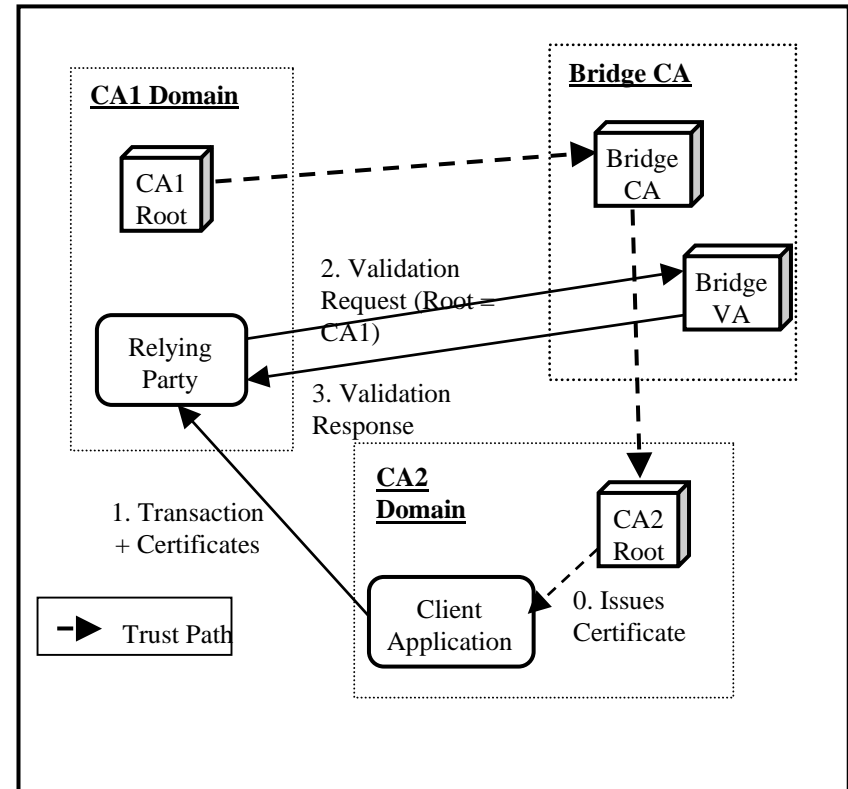 CA1 Domain
CA1
Root
Bridge CA
Bridge
CA
2. Validation
Request (Root =
CA1)
Bridge
VA
Relying
Party
3. Validation
Response
CA2
Domain
CA2
Root
1. Transaction
+ Certificates
Client
Application
0. Issues
Certificate
Trust Path